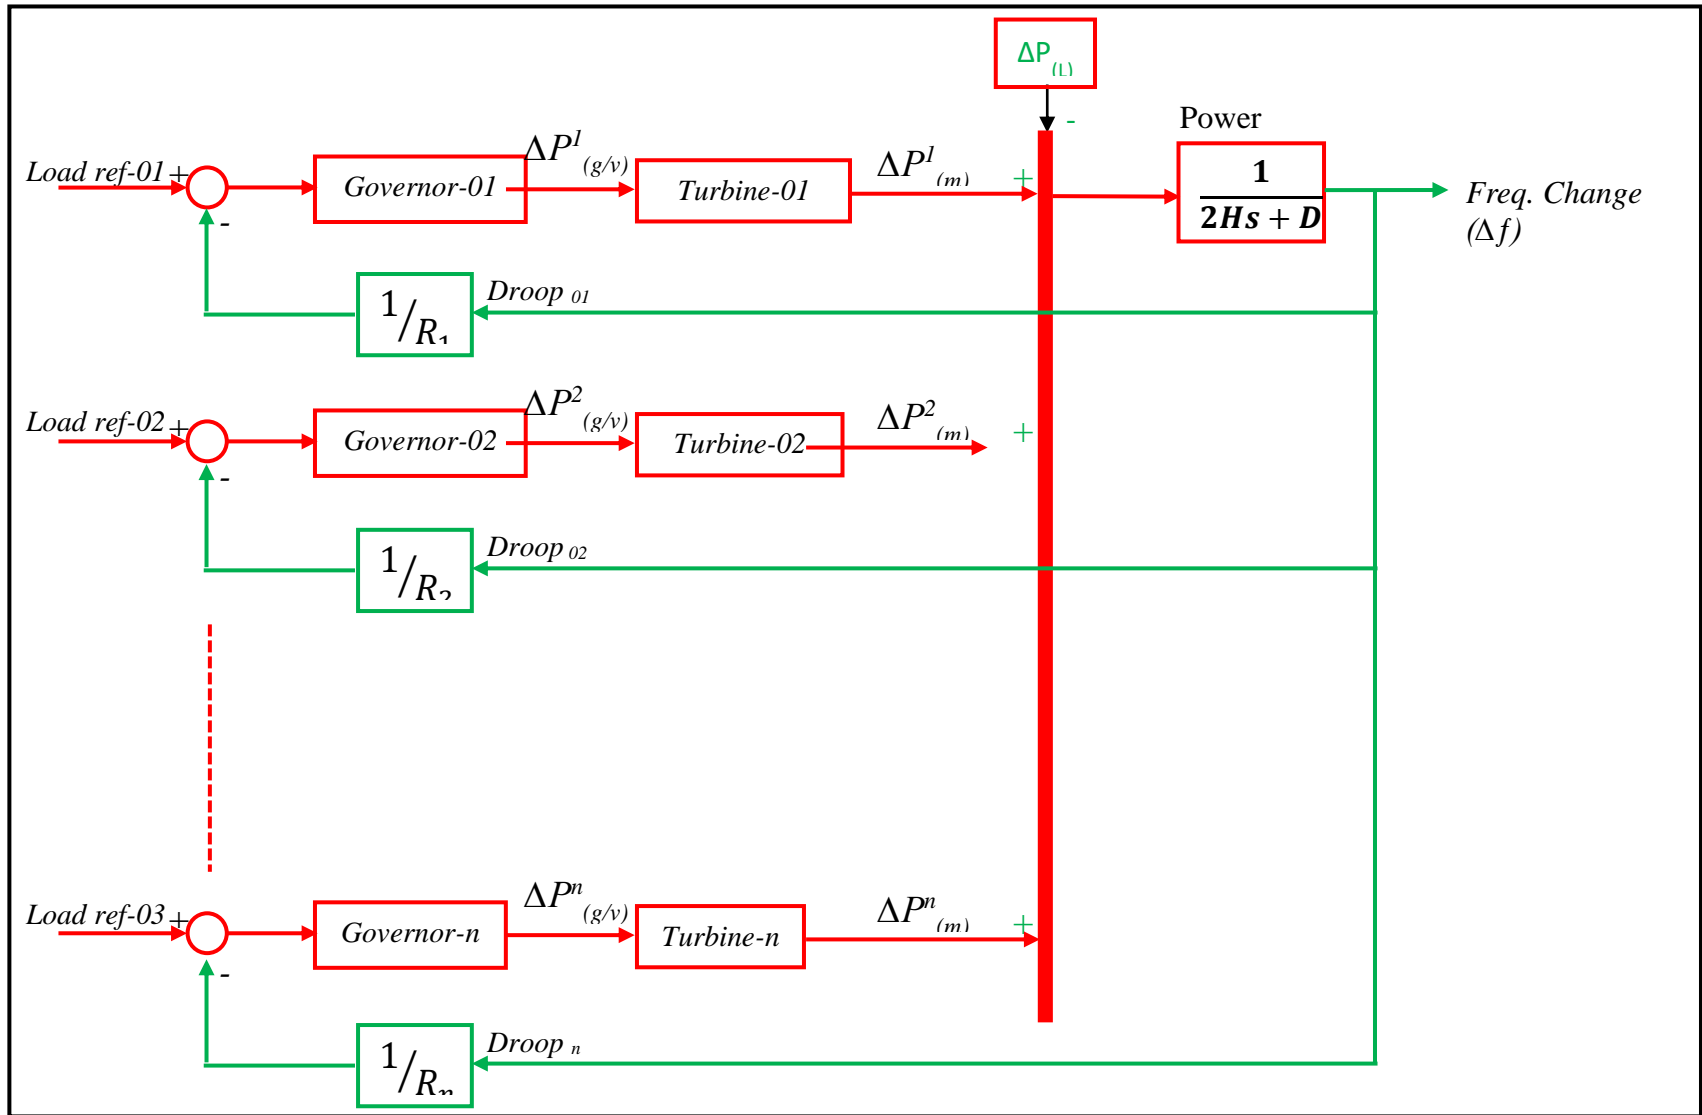 ΔP(L)
Power
Load ref-01 +
-
Governor-01
ΔP¹(g/v)
Turbine-01
ΔP¹(m)
+
-
1
2Hs + D
Freq. Change
(Δf)
1/R₁
Droop 01
Load ref-02 +
-
Governor-02
ΔP²(g/v)
Turbine-02
ΔP²(m)
+
1/R₂
Droop 02
Load ref-03 +
-
Governor-n
ΔPⁿ(g/v)
Turbine-n
ΔPⁿ(m)
+
1/Rₙ
Droop n